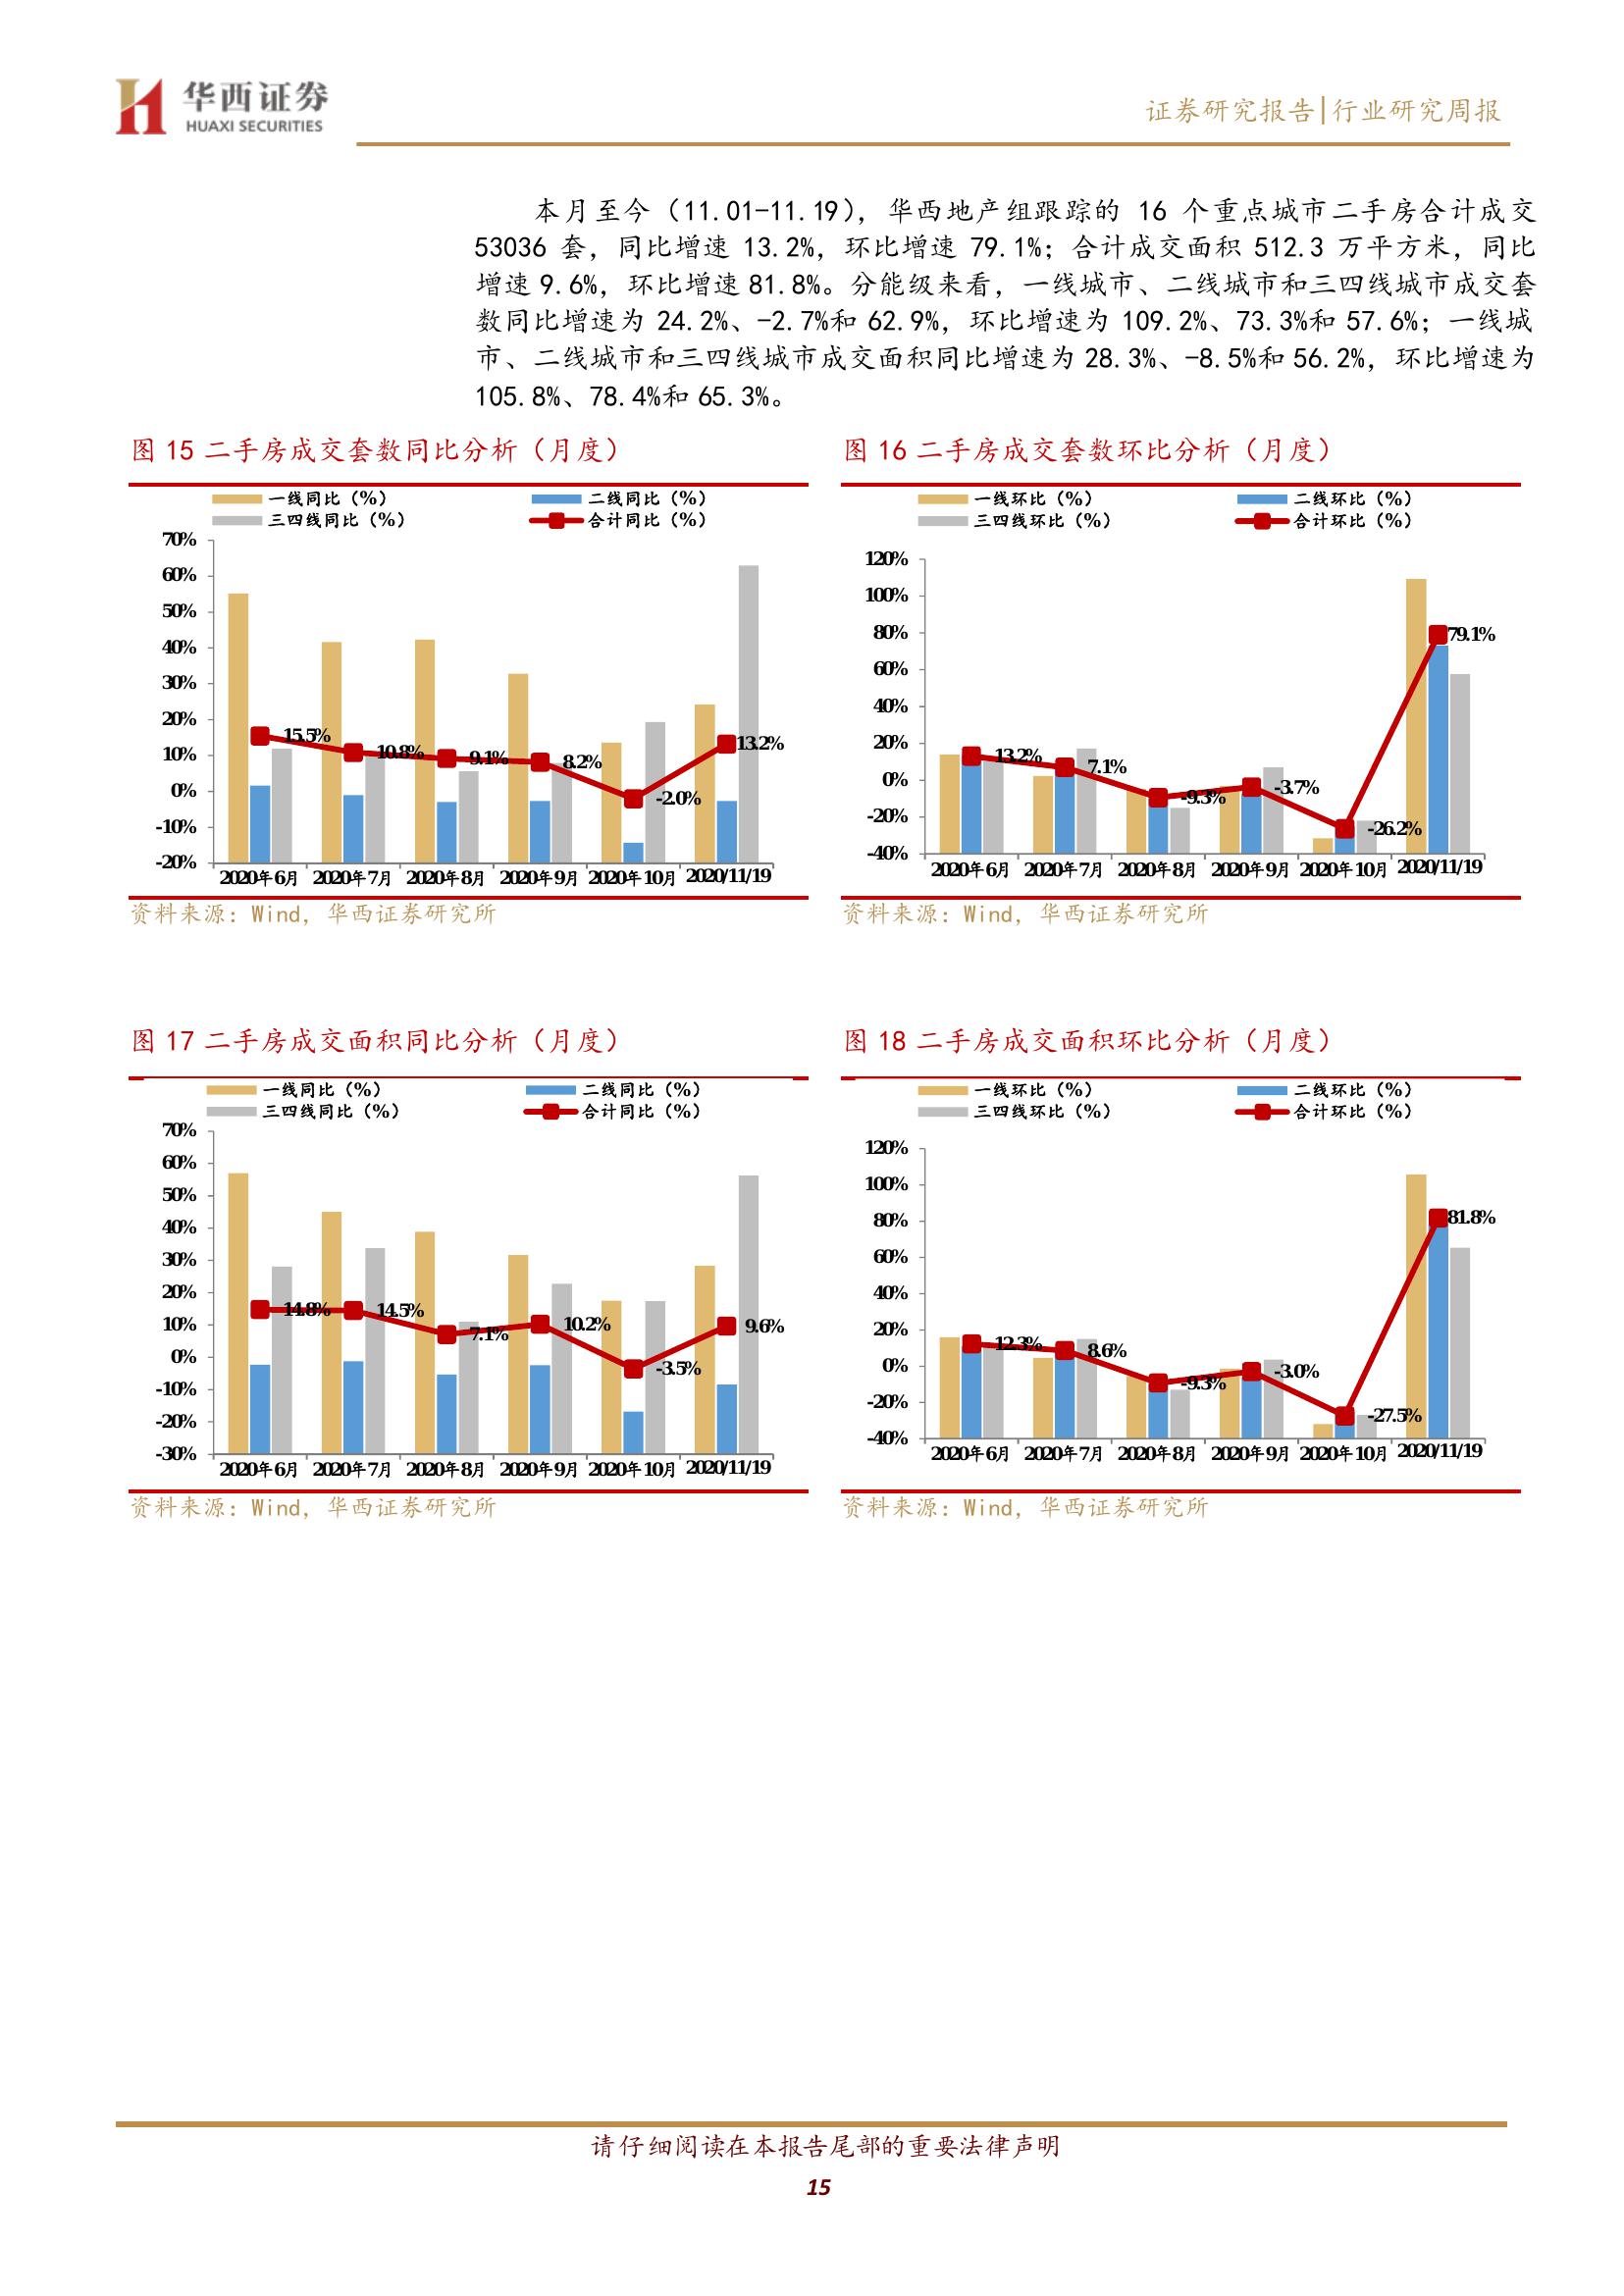 华西证券
HUAXI SECURITIES
证券研究报告|行业研究周报
本月至今（11.01-11.19），华西地产组跟踪的 16 个重点城市二手房合计成交
53036 套，同比增速 13.2%，环比增速 79.1%；合计成交面积 512.3 万平方米，同比
增速 9.6%，环比增速 81.8%。分能级来看，一线城市、二线城市和三四线城市成交套
数同比增速为 24.2%、-2.7%和 62.9%，环比增速为 109.2%、73.3%和 57.6%；一线城
市、二线城市和三四线城市成交面积同比增速为 28.3%、-8.5%和 56.2%，环比增速为
105.8%、78.4%和 65.3%。
图 15 二手房成交套数同比分析（月度）
一线同比（%） 二线同比（%）
三四线同比（%） 合计同比（%）
70%
60%
50%
40%
30%
20%
10%
0%
-10%
-20%
15.5% 10.8% 9.1% 8.2% -2.0% 13.2%
2020年6月 2020年7月 2020年8月 2020年9月 2020年10月 2020/11/19
资料来源：Wind，华西证券研究所
图 16 二手房成交套数环比分析（月度）
一线环比（%） 二线环比（%）
三四线环比（%） 合计环比（%）
120%
100%
80%
60%
40%
20%
0%
-20%
-40%
13.2% 7.1% -9.3% -3.7% -26.2% 79.1%
2020年6月 2020年7月 2020年8月 2020年9月 2020年10月 2020/11/19
资料来源：Wind，华西证券研究所
图 17 二手房成交面积同比分析（月度）
一线同比（%） 二线同比（%）
三四线同比（%） 合计同比（%）
70%
60%
50%
40%
30%
20%
10%
0%
-10%
-20%
-30%
14.8% 14.5% 7.1% 10.2% -3.5% 9.6%
2020年6月 2020年7月 2020年8月 2020年9月 2020年10月 2020/11/19
资料来源：Wind，华西证券研究所
图 18 二手房成交面积环比分析（月度）
一线环比（%） 二线环比（%）
三四线环比（%） 合计环比（%）
120%
100%
80%
60%
40%
20%
0%
-20%
-40%
12.3% 8.6% -9.3% -3.0% -27.5% 81.8%
2020年6月 2020年7月 2020年8月 2020年9月 2020年10月 2020/11/19
资料来源：Wind，华西证券研究所
请仔细阅读在本报告尾部的重要法律声明
15